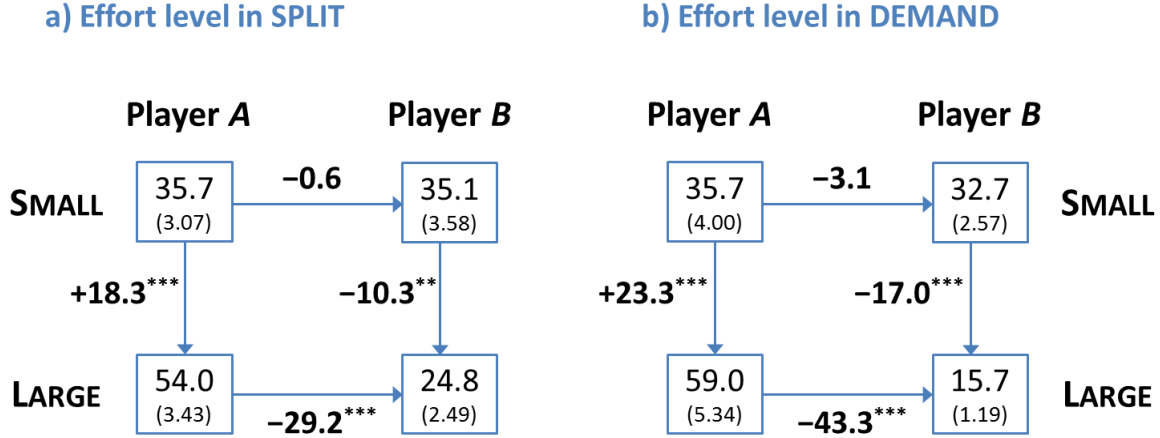 a) Effort level in SPLIT
b) Effort level in DEMAND
Player A
Player B
Player A
Player B
SMALL
35.7
(3.07)
−0.6
35.1
(3.58)
35.7
(4.00)
−3.1
32.7
(2.57)
SMALL
+18.3***
−10.3**
+23.3***
−17.0***
LARGE
54.0
(3.43)
−29.2***
24.8
(2.49)
59.0
(5.34)
−43.3***
15.7
(1.19)
LARGE